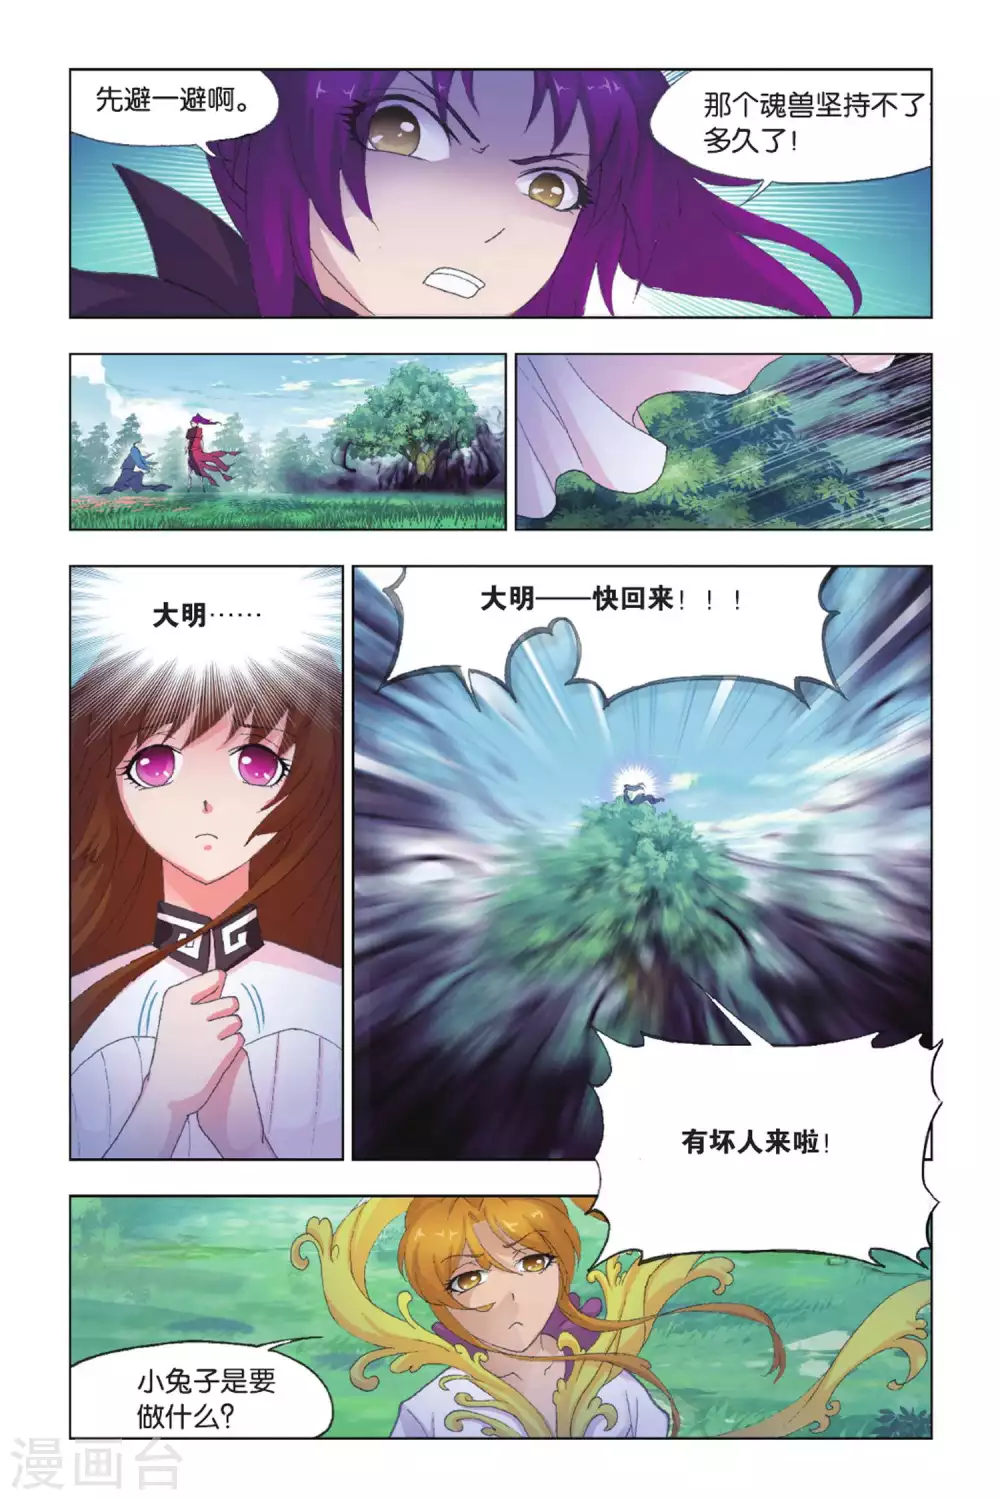 先避一避啊。
那个魂兽坚持不了
多久了！
大明……
大明——快回来！！！
有坏人来啦！
小兔子是要
做什么？
漫画台